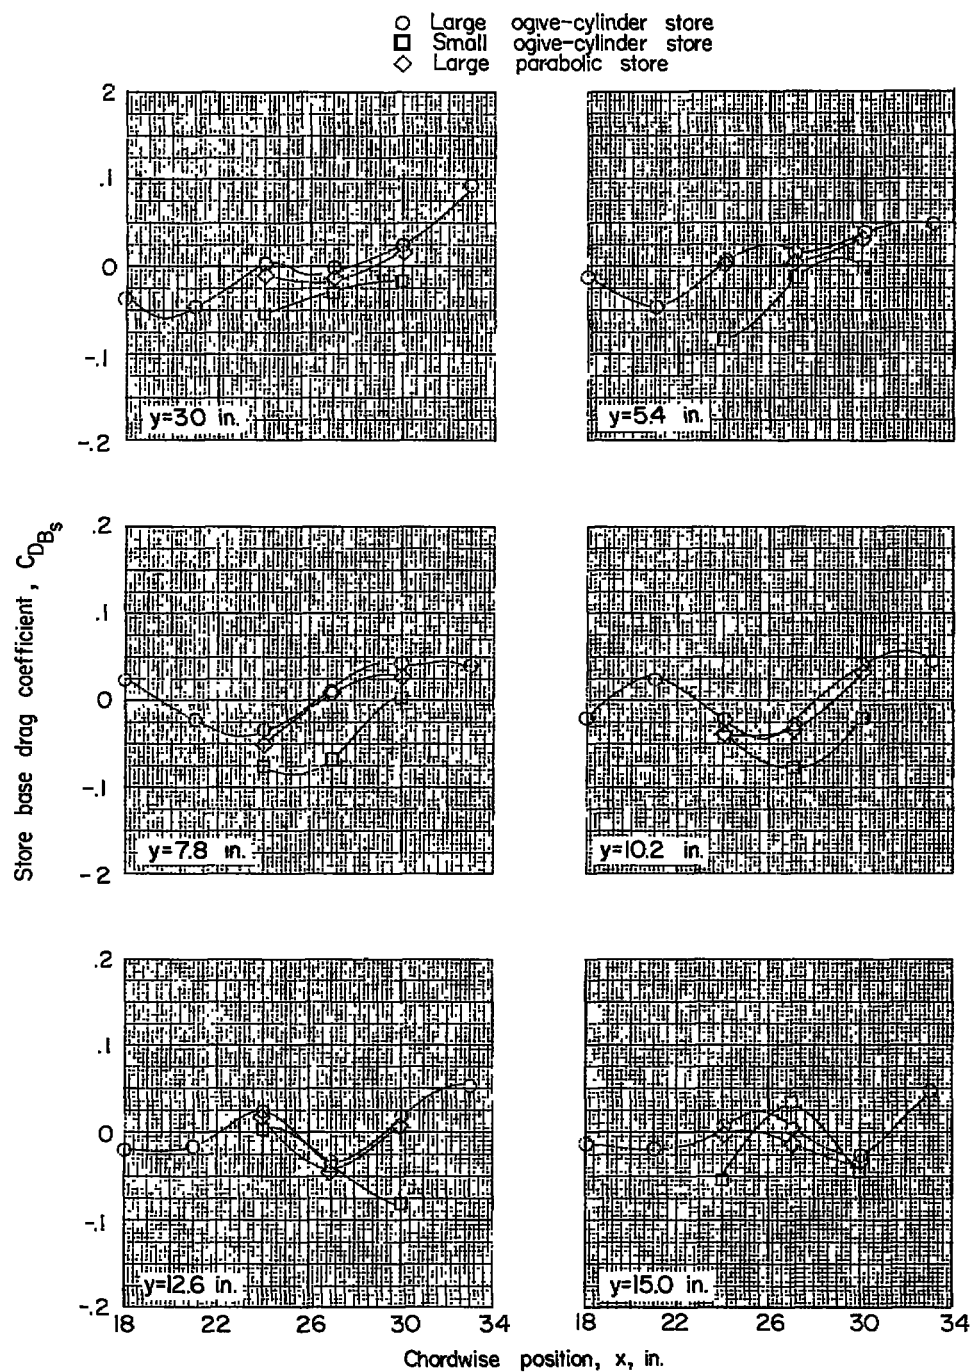 Large ogive-cylinder store
Small ogive-cylinder store
Large parabolic store
2
.1
0
-.1
-.2
y=30 in.
y=5.4 in.
Store base drag coefficient, CDBs
.2
.1
0
-.1
-2
y=7.8 in.
y=10.2 in.
.2
.1
0
-.1
-.2
y=12.6 in.
y=15.0 in.
18 22 26 30 34 18 22 26 30 34
Chordwise position, x, in.